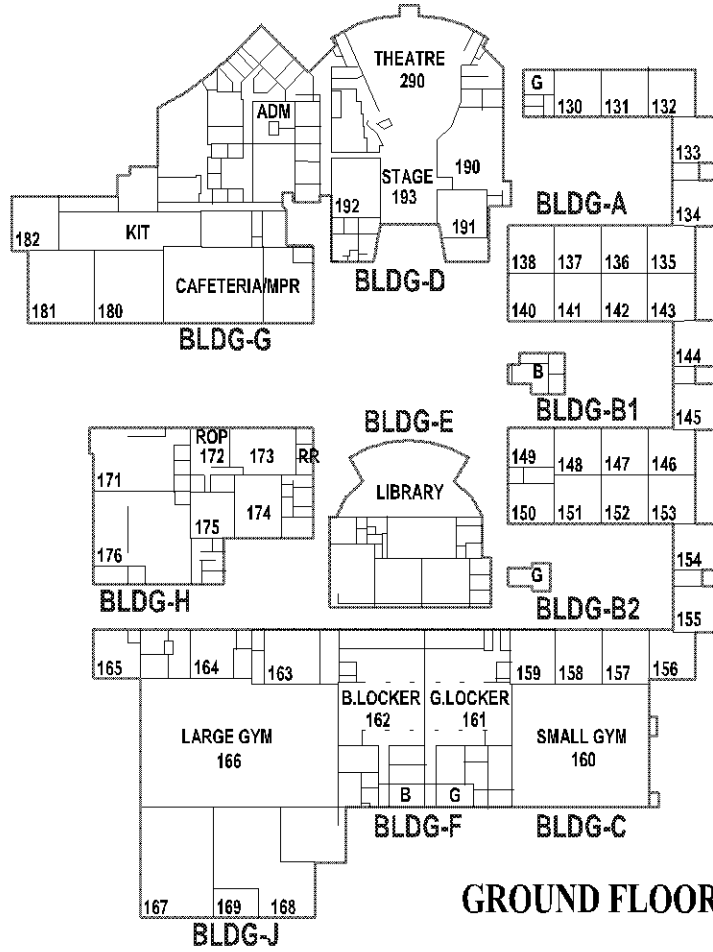 THEATRE
290
G
130 131 132
ADM
133
190
STAGE
193
134
192
191
BLDG-A
182
KIT
138 137 136 135
BLDG-D
CAFETERIA/MPR
181
180
140 141 142 143
BLDG-G
144
B
BLDG-B1
145
BLDG-E
ROP
172
173
RR
149
148 147 146
171
LIBRARY
174
150
151 152 153
175
176
154
G
BLDG-H
BLDG-B2
155
165
164
163
159 158 157 156
B.LOCKER
162
G.LOCKER
161
LARGE GYM
166
SMALL GYM
160
B
G
BLDG-F
BLDG-C
167
169
168
GROUND FLOOR
BLDG-J